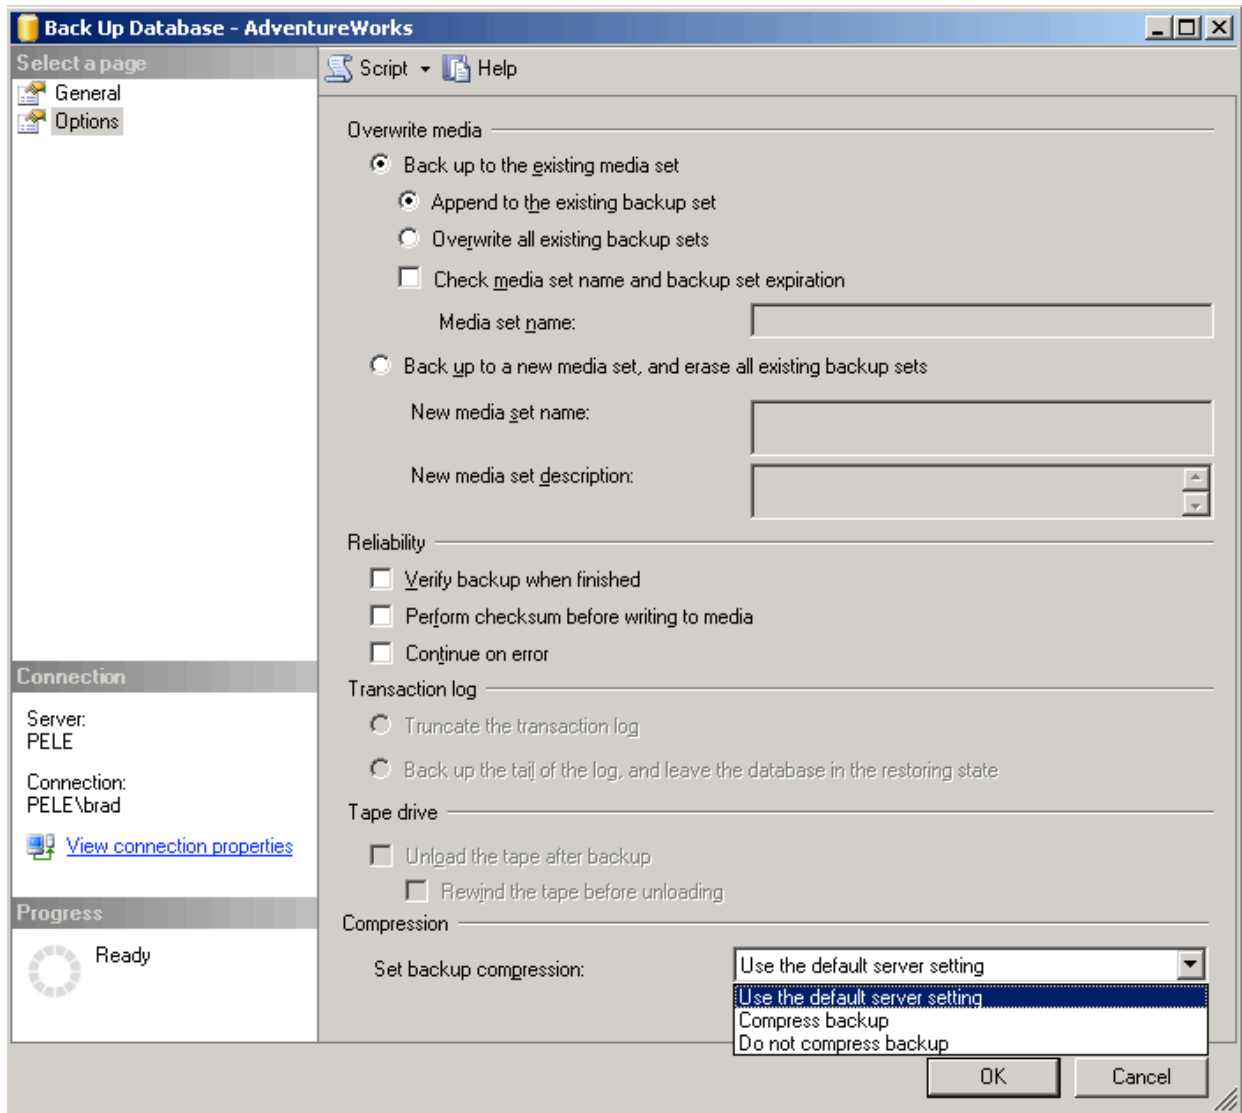 Back Up Database - AdventureWorks
Select a page
General
Options
Script
Help
Overwrite media
Back up to the existing media set
Append to the existing backup set
Overwrite all existing backup sets
Check media set name and backup set expiration
Media set name:
Back up to a new media set, and erase all existing backup sets
New media set name:
New media set description:
Reliability
Verify backup when finished
Perform checksum before writing to media
Continue on error
Transaction log
Truncate the transaction log
Back up the tail of the log, and leave the database in the restoring state
Tape drive
Unload the tape after backup
Rewind the tape before unloading
Compression
Set backup compression:
Use the default server setting
Use the default server setting
Compress backup
Do not compress backup
Connection
Server:
PELE
Connection:
PELE\brad
View connection properties
Progress
Ready
OK
Cancel